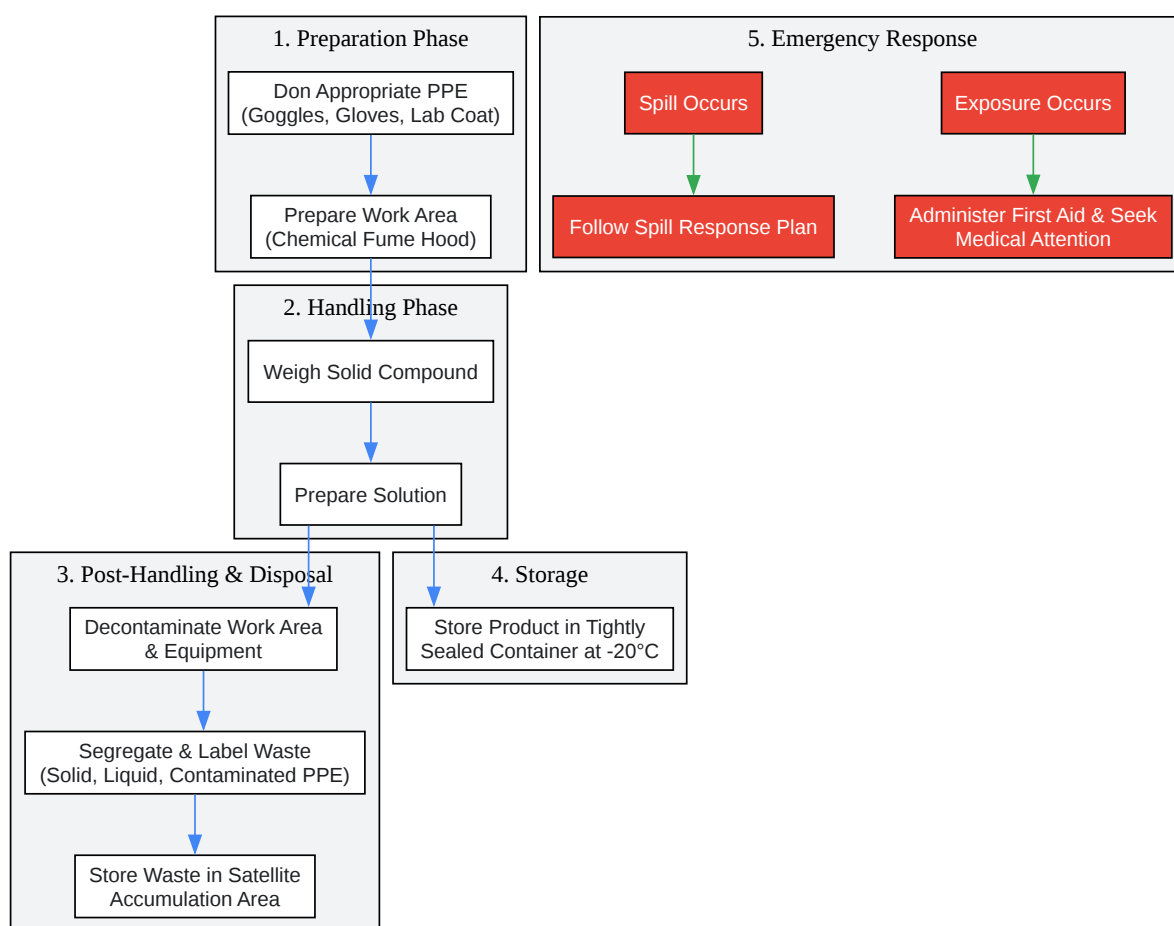 1. Preparation Phase
Don Appropriate PPE
(Goggles, Gloves, Lab Coat)
Prepare Work Area
(Chemical Fume Hood)
2. Handling Phase
Weigh Solid Compound
Prepare Solution
3. Post-Handling & Disposal
Decontaminate Work Area
& Equipment
Segregate & Label Waste
(Solid, Liquid, Contaminated PPE)
Store Waste in Satellite
Accumulation Area
4. Storage
Store Product in Tightly
Sealed Container at -20°C
5. Emergency Response
Spill Occurs
Follow Spill Response Plan
Exposure Occurs
Administer First Aid & Seek
Medical Attention